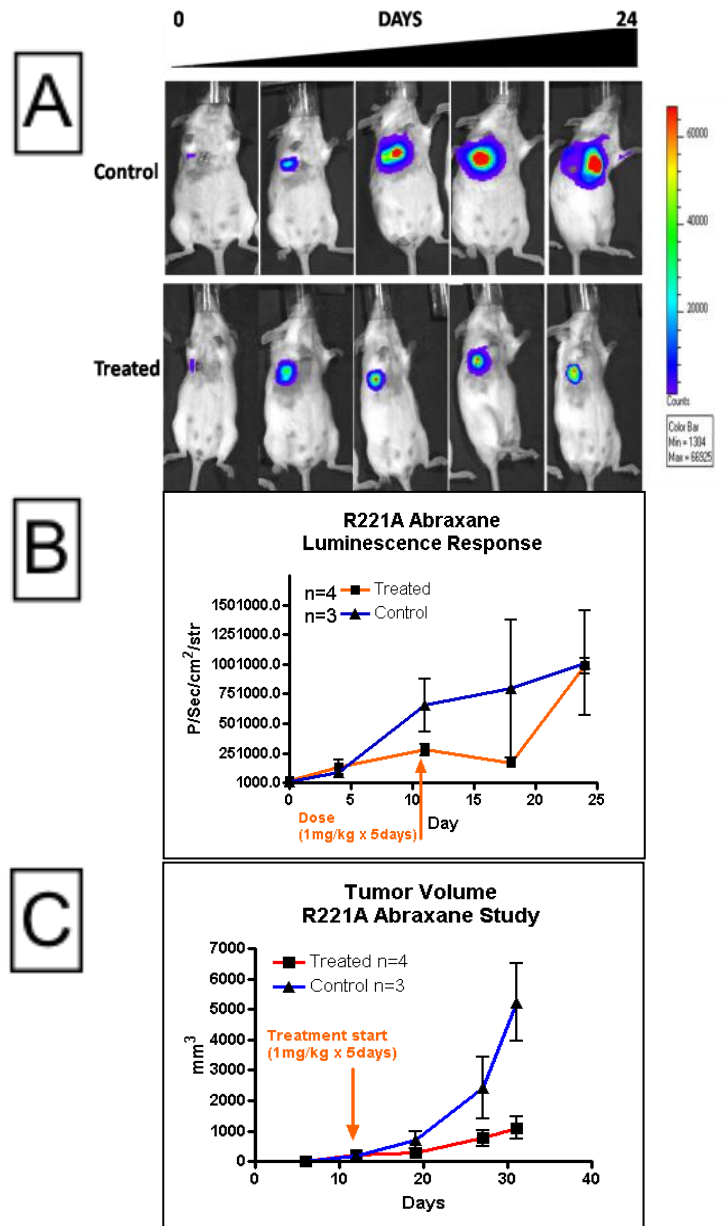 0 DAYS 24
A
Control
Treated
60000
40000
20000
Counts
Color Bar
Min = 1304
Max = 66925
B
R221A Abraxane
Luminescence Response
n=4 Treated
n=3 Control
P/Sec/cm²/str
1501000.0
1251000.0
1001000.0
751000.0
501000.0
251000.0
1000.0
0 5 10 15 20 25
Dose
(1mg/kg x 5days)
Day
C
Tumor Volume
R221A Abraxane Study
Treated n=4
Control n=3
Treatment start
(1mg/kg x 5days)
mm³
7000
6000
5000
4000
3000
2000
1000
0
0 10 20 30 40
Days